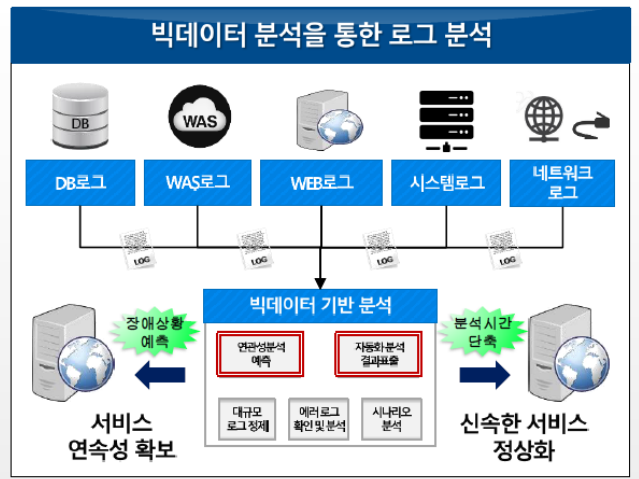 빅데이터 분석을 통한 로그 분석
DB
WAS
DB로그
WAS로그
WEB로그
시스템로그
네트워크
로그
LOG
LOG
LOG
LOG
빅데이터 기반 분석
장애상황
예측
연관성분석
예측
자동화 분석
결과표출
분석시간
단축
대규모
로그 정제
에러 로그
확인 및 분석
시나리오
분석
서비스
연속성 확보
신속한 서비스
정상화